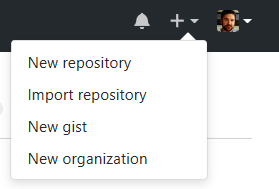 New repository
Import repository
New gist
New organization